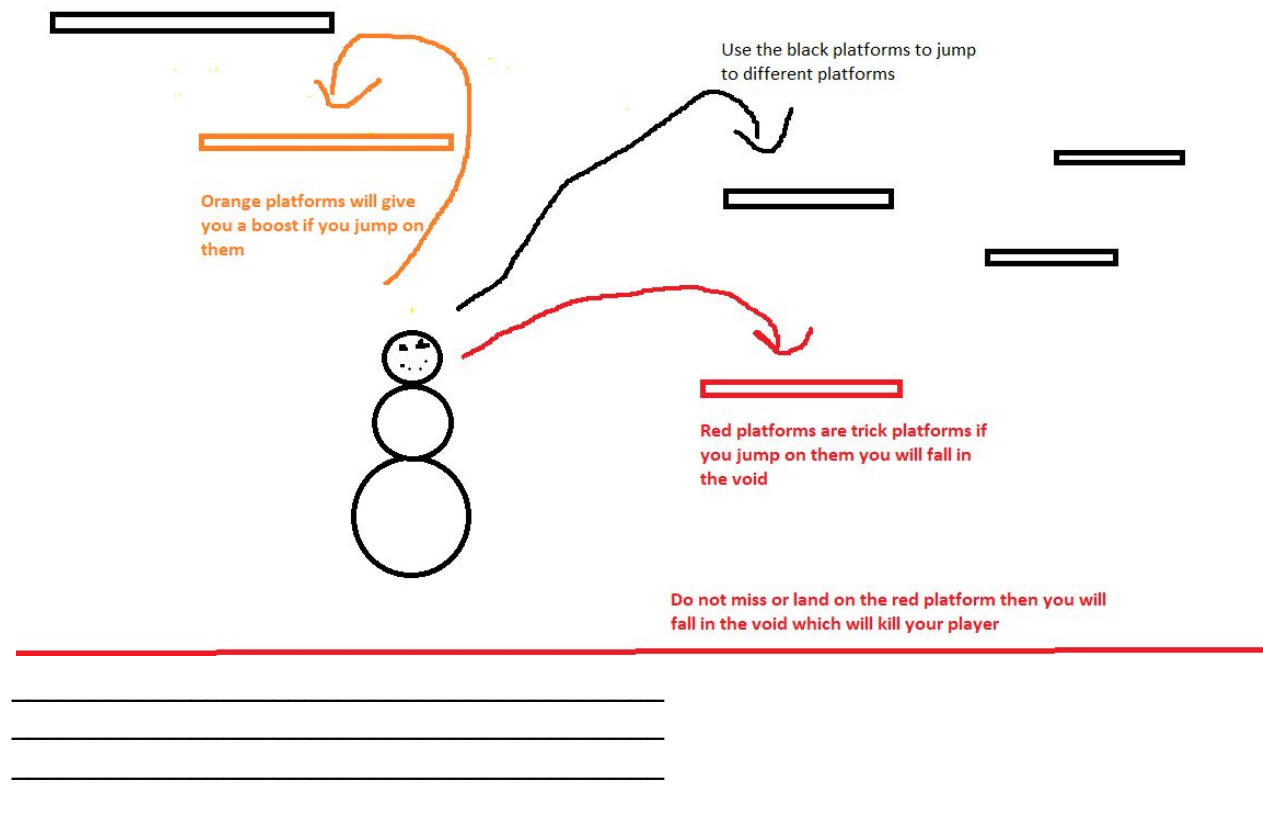 Use the black platforms to jump
to different platforms
Orange platforms will give
you a boost if you jump on
them
Red platforms are trick platforms if
you jump on them you will fall in
the void
Do not miss or land on the red platform then you will
fall in the void which will kill your player